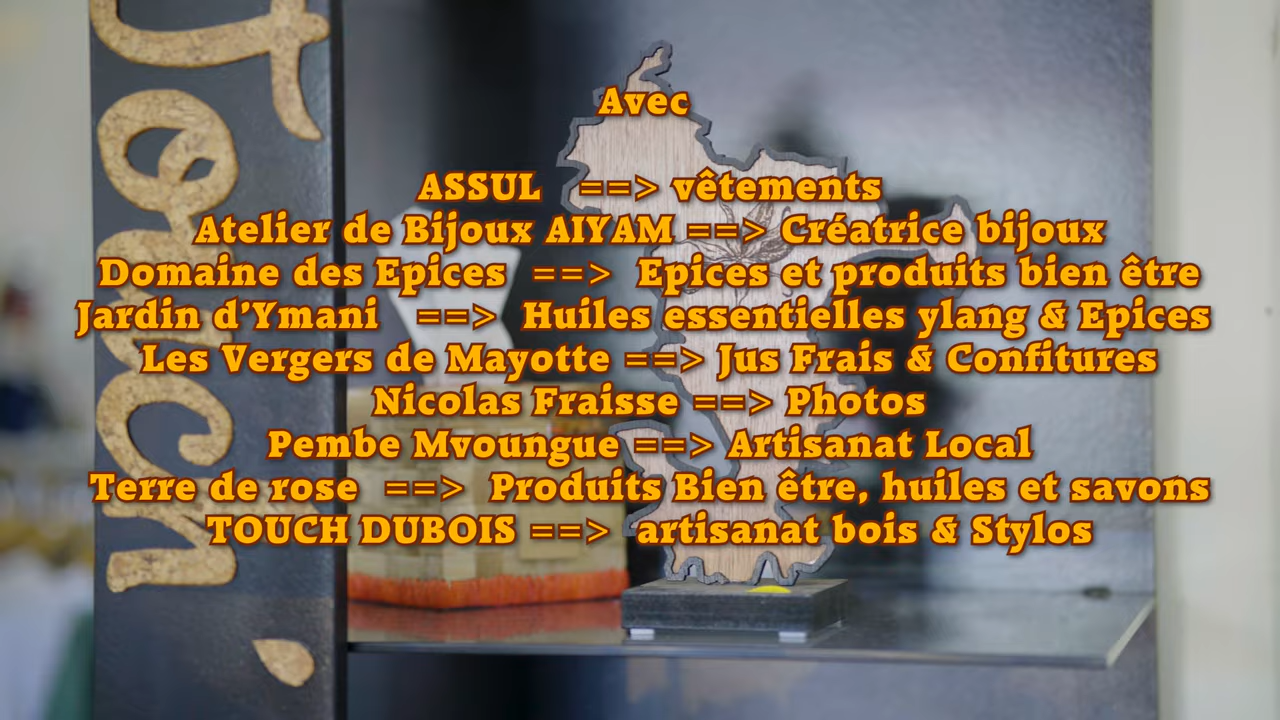 Touch
Avec
ASSUL ==> vêtements
Atelier de Bijoux AIYAM ==> Créatrice bijoux
Domaine des Epices ==> Epices et produits bien être
Jardin d'Ymani ==> Huiles essentielles ylang & Epices
Les Vergers de Mayotte ==> Jus Frais & Confitures
Nicolas Fraisse ==> Photos
Pembe Mvoungue ==> Artisanat Local
Terre de rose ==> Produits Bien être, huiles et savons
TOUCH DUBOIS ==> artisanat bois & Stylos